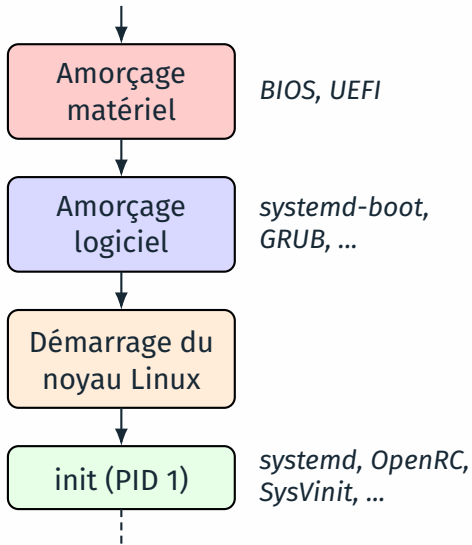 Amorçage
matériel
BIOS, UEFI
Amorçage
logiciel
systemd-boot,
GRUB, ...
Démarrage du
noyau Linux
init (PID 1)
systemd, OpenRC,
SysVinit, ...